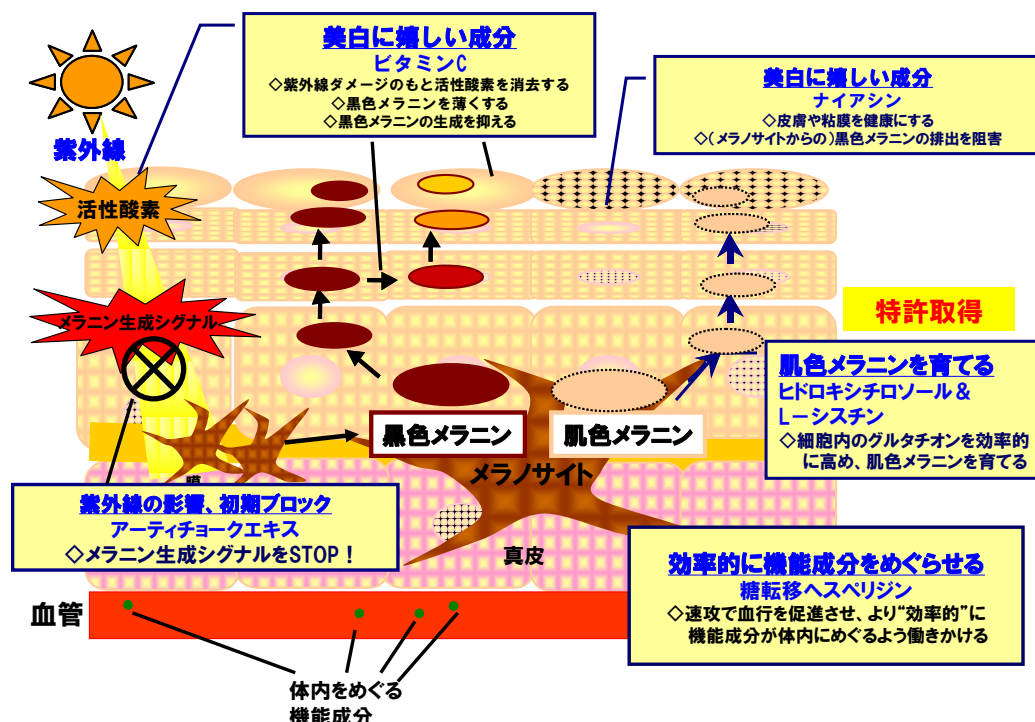 美白に嬉しい成分
ビタミンC
◇紫外線ダメージのもと活性酸素を消去する
◇黒色メラニンを薄くする
◇黒色メラニンの生成を抑える
美白に嬉しい成分
ナイアシン
◇皮膚や粘膜を健康にする
◇(メラノサイトからの)黒色メラニンの排出を阻害
紫外線
活性酸素
メラニン生成シグナル
特許取得
肌色メラニンを育てる
ヒドロキシチロソール&
L-シスチン
◇細胞内のグルタチオンを効率的
に高め、肌色メラニンを育てる
黒色メラニン
肌色メラニン
メラノサイト
膜
紫外線の影響、初期ブロック
アーティチョークエキス
◇メラニン生成シグナルをSTOP！
真皮
効率的に機能成分をめぐらせる
糖転移ヘスペリジン
◇速攻で血行を促進させ、より“効率的”に
機能成分が体内にめぐるよう働きかける
血管
体内をめぐる
機能成分